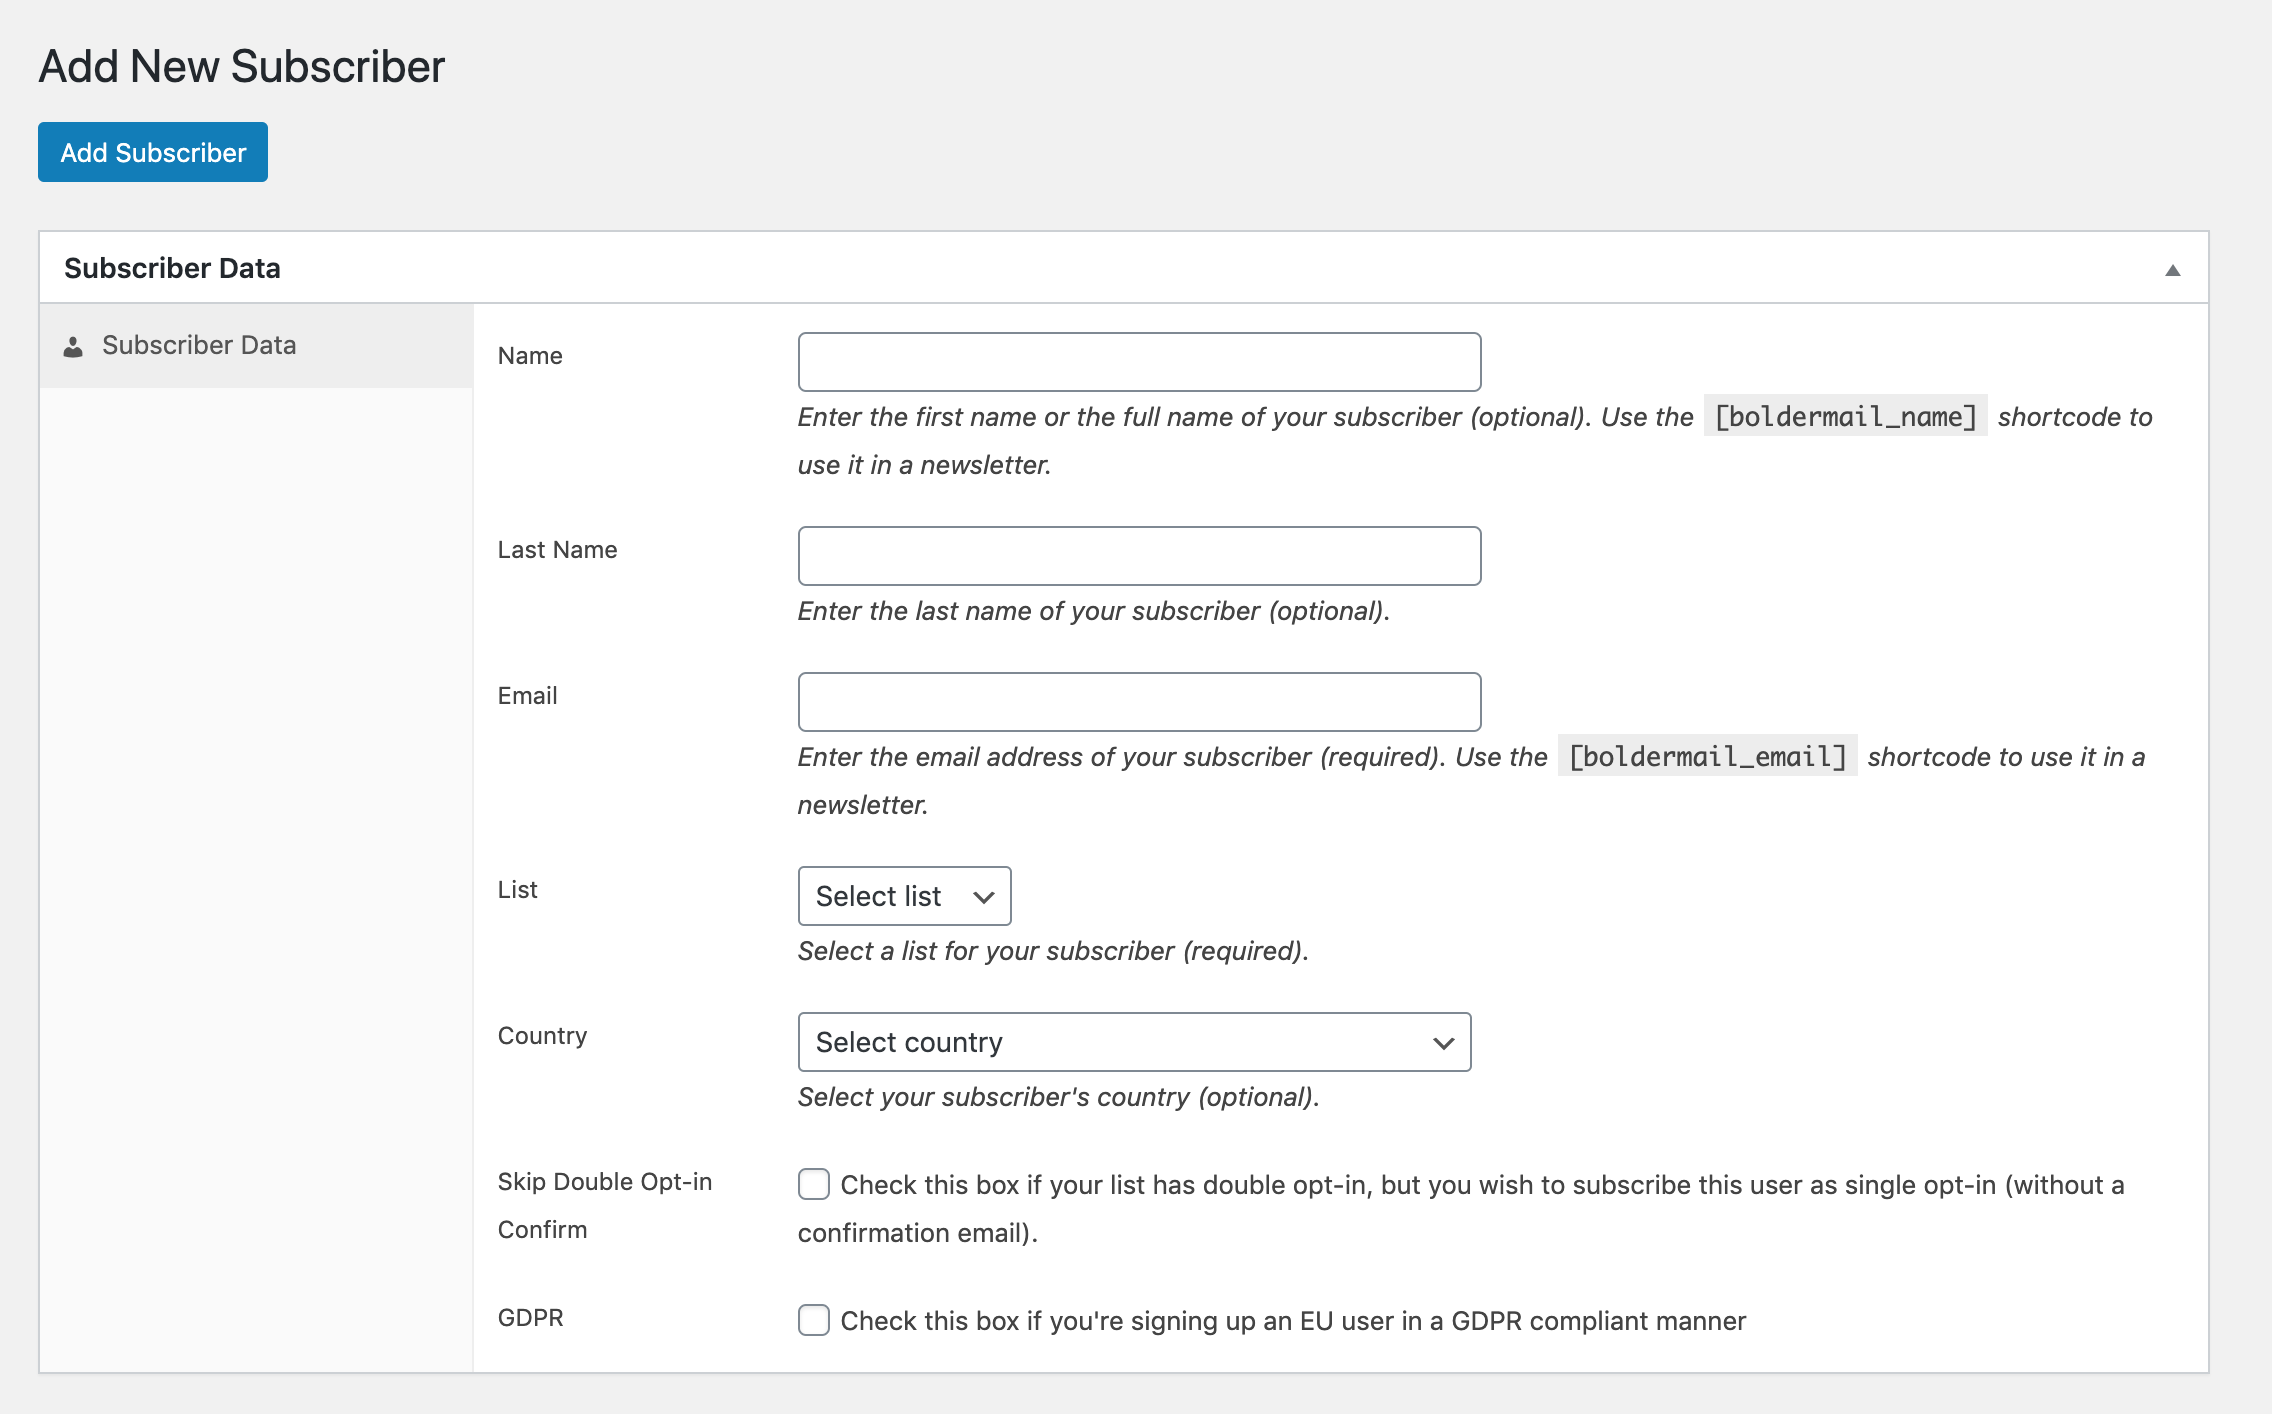 Add New Subscriber
Add Subscriber
Subscriber Data
Subscriber Data
Name
Enter the first name or the full name of your subscriber (optional). Use the [boldermail_name] shortcode to
use it in a newsletter.
Last Name
Enter the last name of your subscriber (optional).
Email
Enter the email address of your subscriber (required). Use the [boldermail_email] shortcode to use it in a
newsletter.
List
Select list
Select a list for your subscriber (required).
Country
Select country
Select your subscriber's country (optional).
Skip Double Opt-in
Confirm
Check this box if your list has double opt-in, but you wish to subscribe this user as single opt-in (without a
confirmation email).
GDPR
Check this box if you're signing up an EU user in a GDPR compliant manner